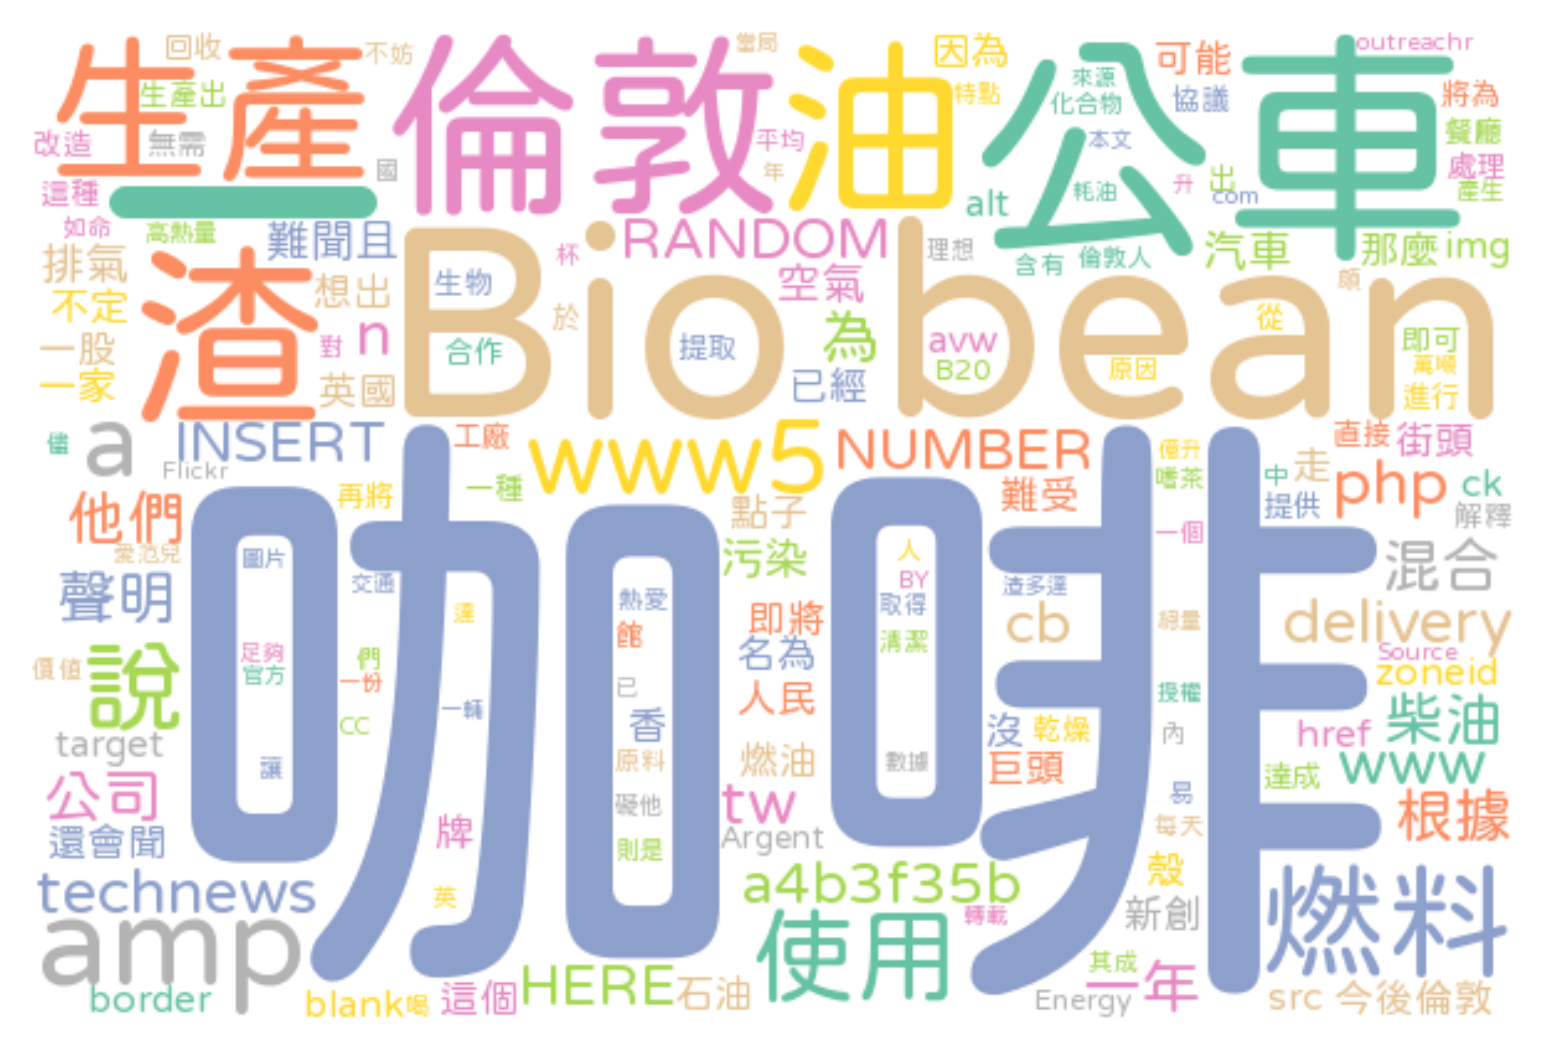 回收
不妨
當局
因為
可能
outreachr
生產
倫敦
油
公車
生產出
特點
來源
化合物
協議
將為
改造
無需
平均
本文
餐廳
國
年
處理
這種
一
耗油
升
出
com
產生
alt
如命
高熱量
難聞且
杯
RANDOM
理想
含有
倫敦人
汽車
那麼
img
排氣
渣
想出
生物
Bio
bean
空氣
頗
不定
於
從
一股
對
n
合作
提取
為
avw
即可
B20
原因
萬噸
一家
英國
已經
進行
儘
a
INSERT
Flickr
工廠
www5
NUMBER
億升
直接
街頭
咖啡
再將
一種
嗜茶
中
走
php
ck
他們
點子
難受
提供
解釋
愛范兒
圖片
污染
人
一個
混合
聲明
交通
熱愛
BY
取得
渣多達
達
館
即將
cb
總量
delivery
足夠
官方
們
一份
名為
清潔
Source
zoneid
價值
說
已
人民
授權
CC
一輛
香
沒
乾燥
內
href
柴油
target
讓
原料
燃油
數據
巨頭
達成
www
公司
礙他
tw
易
根據
還會聞
牌
則是
Argent
每天
technews
英
a4b3f35b
殼
燃料
amp
使用
轉載
新創
border
blank
喝
這個
HERE
石油
其成
一年
Energy
src
今後倫敦